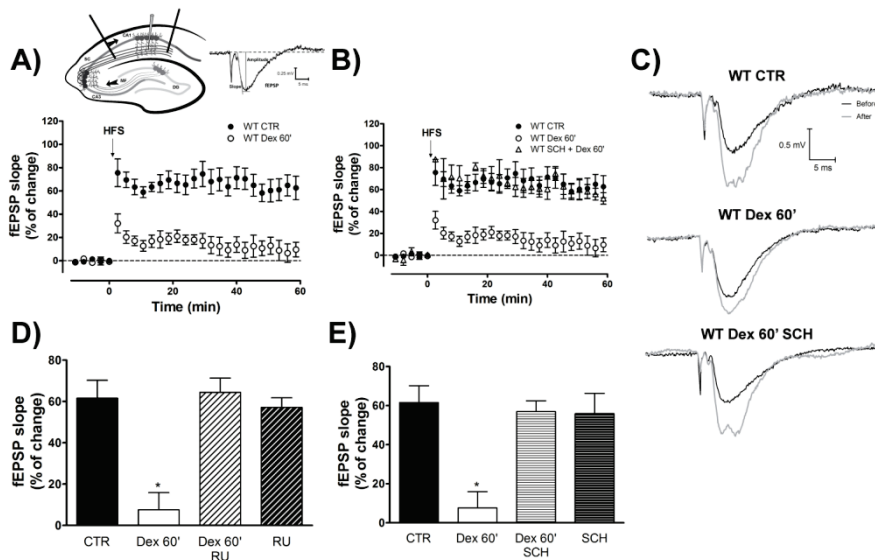 A)
CA1
SC
MF
CA3
DG
Amplitude
Slope
fEPSP
0.25 mV
5 ms
HFS
WT CTR
WT Dex 60'
fEPSP slope
(% of change)
120
100
80
60
40
20
0
0
20
40
60
Time (min)
B)
HFS
WT CTR
WT Dex 60'
WT SCH + Dex 60'
fEPSP slope
(% of change)
120
100
80
60
40
20
0
0
20
40
60
Time (min)
C)
WT CTR
Before
After
0.5 mV
5 ms
WT Dex 60'
WT Dex 60' SCH
D)
fEPSP slope
(% of change)
80
60
40
20
0
*
CTR
Dex 60'
Dex 60'
RU
RU
E)
fEPSP slope
(% of change)
80
60
40
20
0
*
CTR
Dex 60'
Dex 60'
SCH
SCH